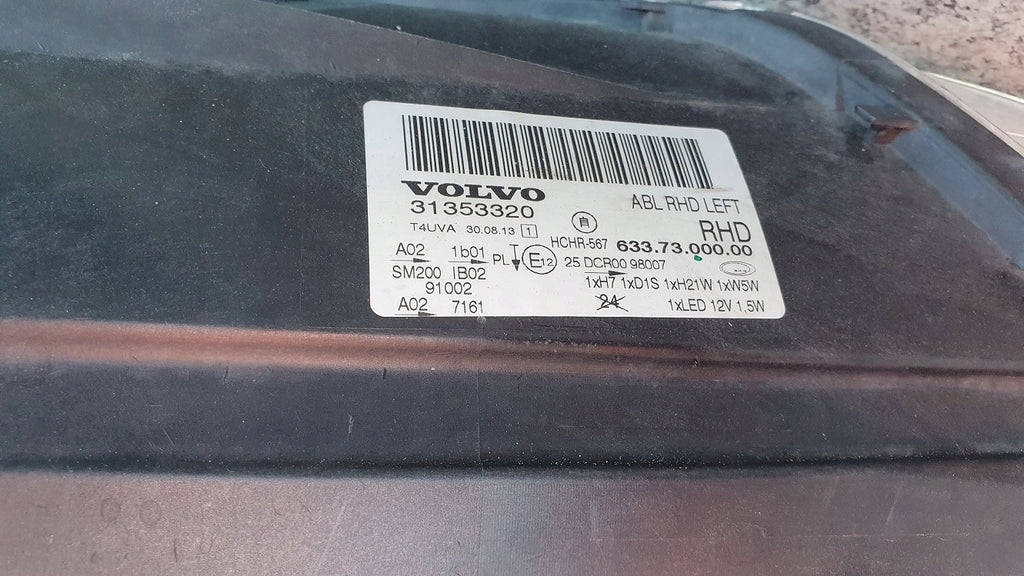 VOLVO
31353320
ABL RHD LEFT
RHD
T4UVA 30.08.13 1
HCHR-567 633.73.000.00
A02 1b01 PL E12 25 DCR00 98007
SM200 IB02
91002
1xH7 1xD1S 1xH21W 1xW5W
A02 7161
24 1xLED 12V 1,5W